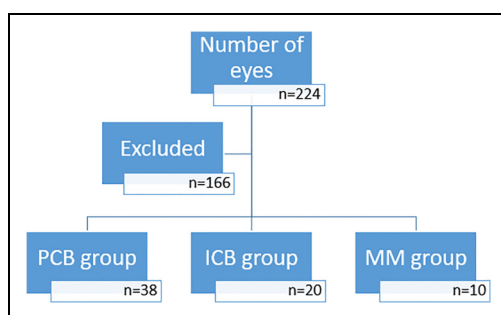 Number of
eyes
n=224
Excluded
n=166
PCB group
ICB group
MM group
n=38
n=20
n=10